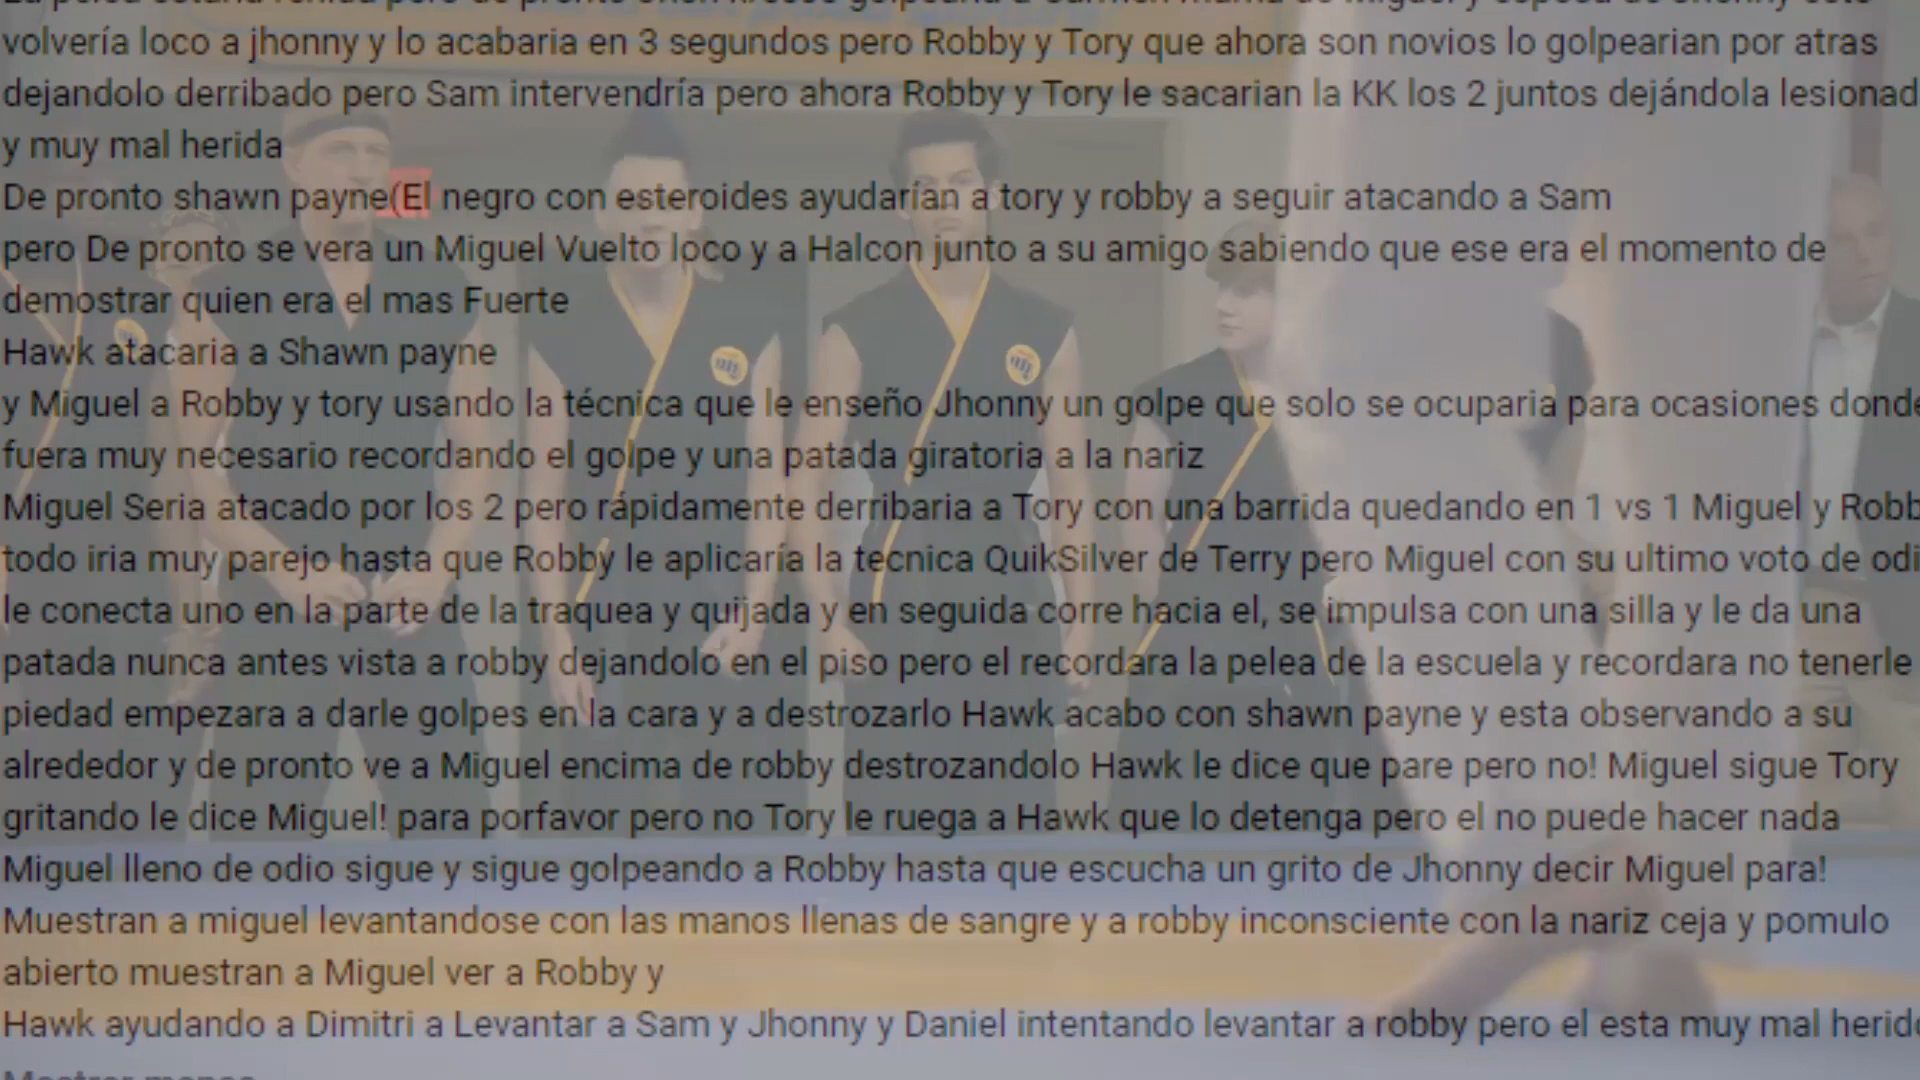 volvería loco a jhonny y lo acabaria en 3 segundos pero Robby y Tory que ahora son novios lo golpearian por atras
dejandolo derribado pero Sam intervendría pero ahora Robby y Tory le sacarian la KK los 2 juntos dejándola lesionad
y muy mal herida
De pronto shawn payne(El negro con esteroides ayudarían a tory y robby a seguir atacando a Sam
pero De pronto se vera un Miguel Vuelto loco y a Halcon junto a su amigo sabiendo que ese era el momento de
demostrar quien era el mas Fuerte
Hawk atacaria a Shawn payne
y Miguel a Robby y tory usando la técnica que le enseño Jhonny un golpe que solo se ocuparia para ocasiones donde
fuera muy necesario recordando el golpe y una patada giratoria a la nariz
Miguel Seria atacado por los 2 pero rápidamente derribaria a Tory con una barrida quedando en 1 vs 1 Miguel y Robb
todo iria muy parejo hasta que Robby le aplicaría la tecnica QuikSilver de Terry pero Miguel con su ultimo voto de odi
le conecta uno en la parte de la traquea y quijada y en seguida corre hacia el, se impulsa con una silla y le da una
patada nunca antes vista a robby dejandolo en el piso pero el recordara la pelea de la escuela y recordara no tenerle
piedad empezara a darle golpes en la cara y a destrozarlo Hawk acabo con shawn payne y esta observando a su
alrededor y de pronto ve a Miguel encima de robby destrozandolo Hawk le dice que pare pero no! Miguel sigue Tory
gritando le dice Miguel! para porfavor pero no Tory le ruega a Hawk que lo detenga pero el no puede hacer nada
Miguel lleno de odio sigue y sigue golpeando a Robby hasta que escucha un grito de Jhonny decir Miguel para!
Muestran a miguel levantandose con las manos llenas de sangre y a robby inconsciente con la nariz ceja y pomulo
abierto muestran a Miguel ver a Robby y
Hawk ayudando a Dimitri a Levantar a Sam y Jhonny y Daniel intentando levantar a robby pero el esta muy mal herido